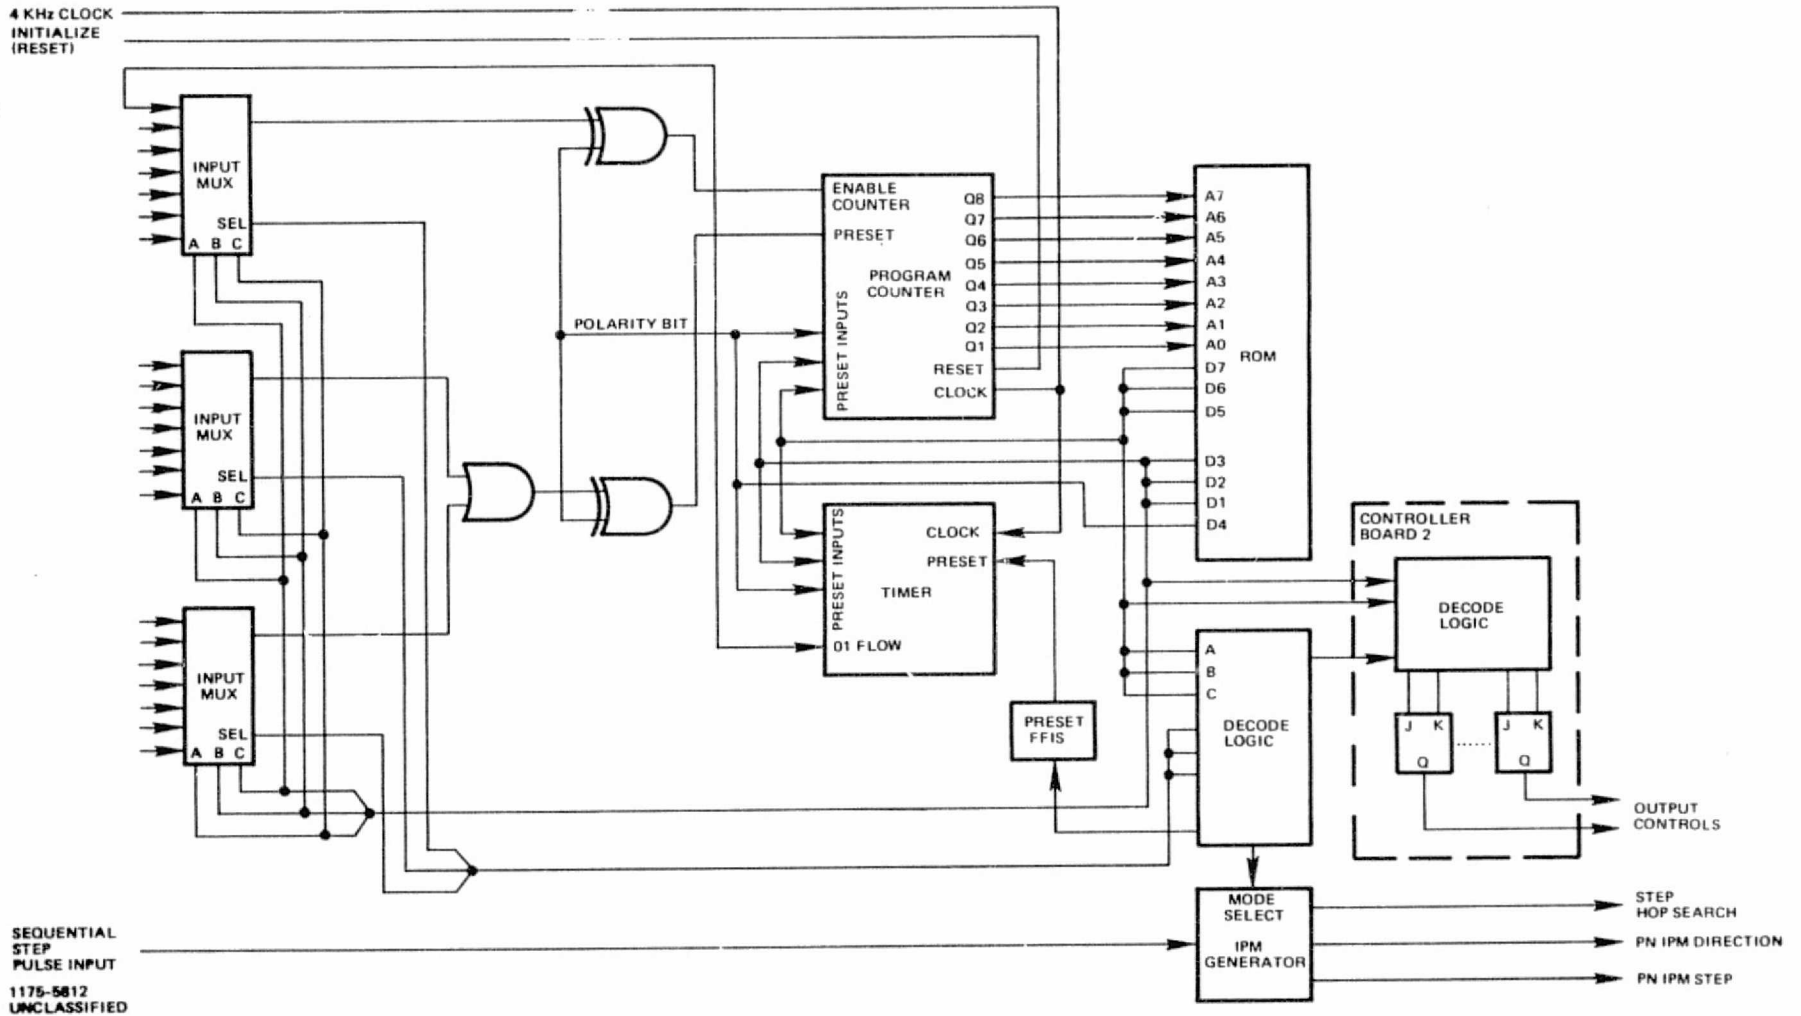 4 KHz CLOCK
INITIALIZE
(RESET)
INPUT
MUX
SEL
A B C
INPUT
MUX
SEL
A B C
INPUT
MUX
SEL
A B C
POLARITY BIT
ENABLE
COUNTER
PRESET
PROGRAM
COUNTER
PRESET INPUTS
Q8
Q7
Q6
Q5
Q4
Q3
Q2
Q1
RESET
CLOCK
A7
A6
A5
A4
A3
A2
A1
A0
D7
D6
D5
D3
D2
D1
D4
ROM
PRESET INPUTS
CLOCK
PRESET
TIMER
01 FLOW
PRESET
FFIS
A
B
C
DECODE
LOGIC
CONTROLLER
BOARD 2
DECODE
LOGIC
J K
Q
......
J K
Q
OUTPUT
CONTROLS
MODE
SELECT
IPM
GENERATOR
STEP
HOP SEARCH
PN IPM DIRECTION
PN IPM STEP
SEQUENTIAL
STEP
PULSE INPUT
1175-5812
UNCLASSIFIED